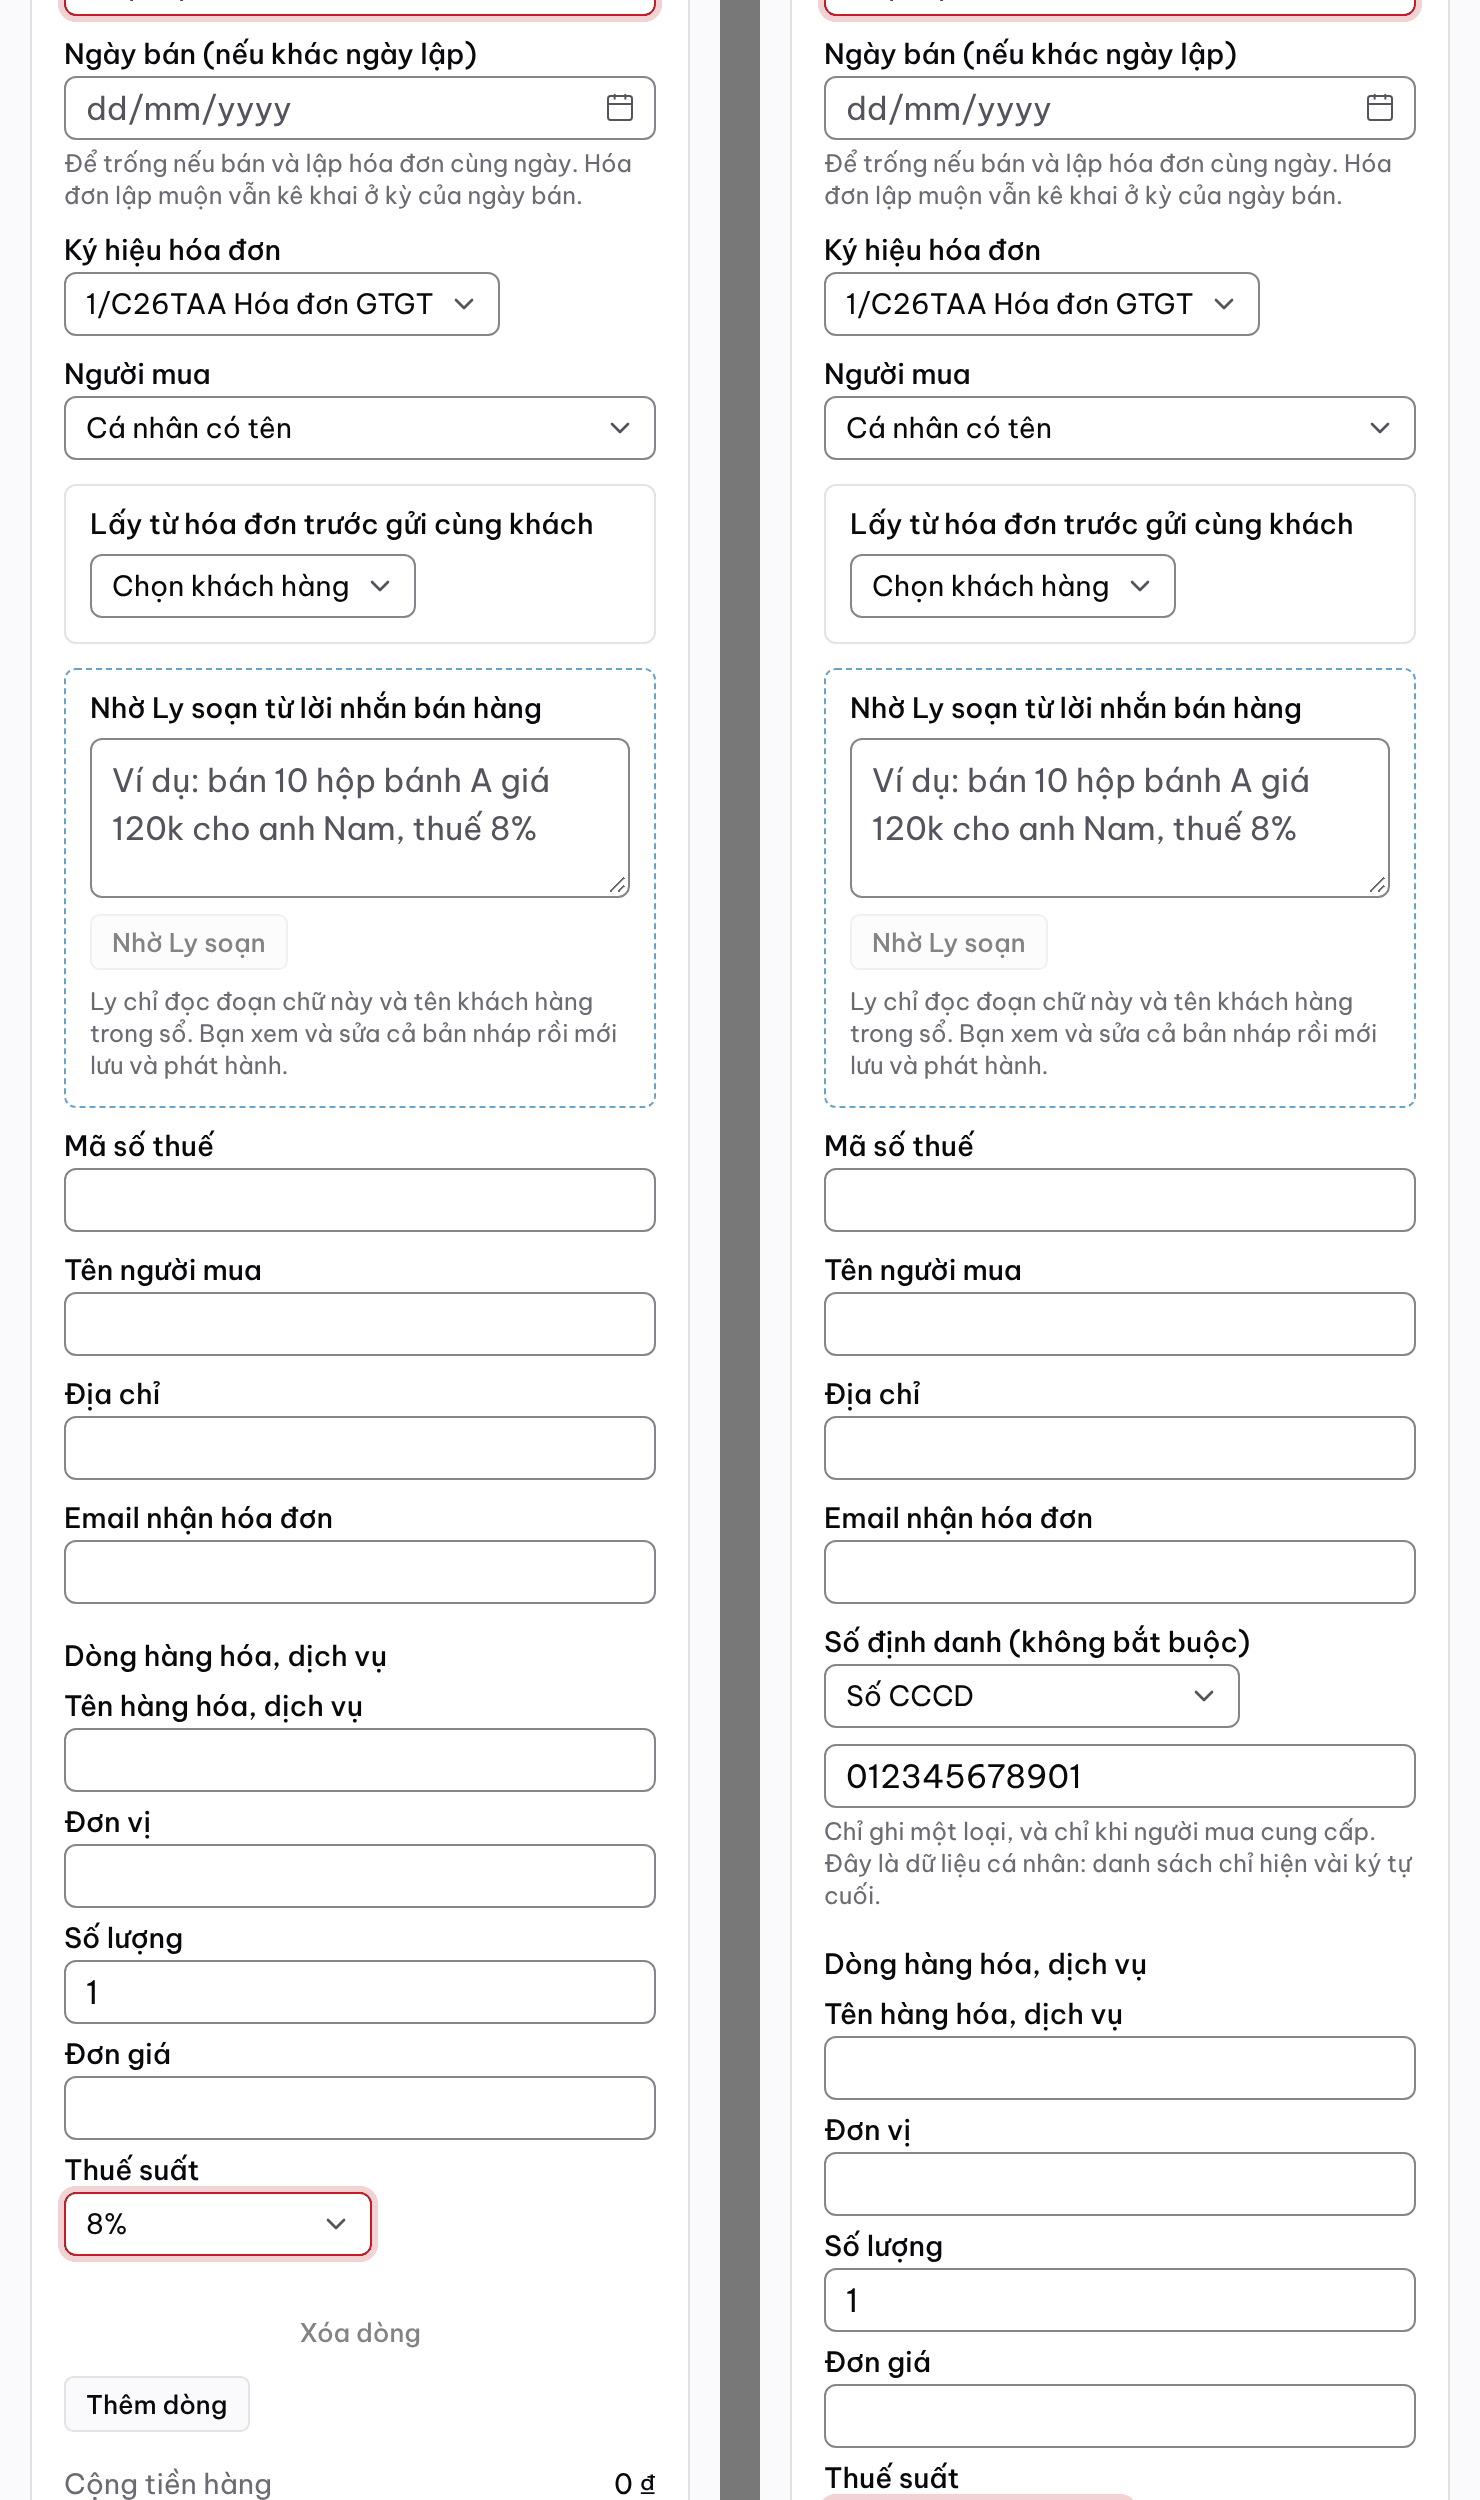 Ngày bán (nếu khác ngày lập)
dd/mm/yyyy
Để trống nếu bán và lập hóa đơn cùng ngày. Hóa
đơn lập muộn vẫn kê khai ở kỳ của ngày bán.
Ký hiệu hóa đơn
1/C26TAA Hóa đơn GTGT
Người mua
Cá nhân có tên
Lấy từ hóa đơn trước gửi cùng khách
Chọn khách hàng
Nhờ Ly soạn từ lời nhắn bán hàng
Ví dụ: bán 10 hộp bánh A giá
120k cho anh Nam, thuế 8%
Nhờ Ly soạn
Ly chỉ đọc đoạn chữ này và tên khách hàng
trong sổ. Bạn xem và sửa cả bản nháp rồi mới
lưu và phát hành.
Mã số thuế
Tên người mua
Địa chỉ
Email nhận hóa đơn
Dòng hàng hóa, dịch vụ
Tên hàng hóa, dịch vụ
Đơn vị
Số lượng
1
Đơn giá
Thuế suất
8%
Xóa dòng
Thêm dòng
Cộng tiền hàng 0 ₫
Ngày bán (nếu khác ngày lập)
dd/mm/yyyy
Để trống nếu bán và lập hóa đơn cùng ngày. Hóa
đơn lập muộn vẫn kê khai ở kỳ của ngày bán.
Ký hiệu hóa đơn
1/C26TAA Hóa đơn GTGT
Người mua
Cá nhân có tên
Lấy từ hóa đơn trước gửi cùng khách
Chọn khách hàng
Nhờ Ly soạn từ lời nhắn bán hàng
Ví dụ: bán 10 hộp bánh A giá
120k cho anh Nam, thuế 8%
Nhờ Ly soạn
Ly chỉ đọc đoạn chữ này và tên khách hàng
trong sổ. Bạn xem và sửa cả bản nháp rồi mới
lưu và phát hành.
Mã số thuế
Tên người mua
Địa chỉ
Email nhận hóa đơn
Số định danh (không bắt buộc)
Số CCCD
012345678901
Chỉ ghi một loại, và chỉ khi người mua cung cấp.
Đây là dữ liệu cá nhân: danh sách chỉ hiện vài ký tự
cuối.
Dòng hàng hóa, dịch vụ
Tên hàng hóa, dịch vụ
Đơn vị
Số lượng
1
Đơn giá
Thuế suất